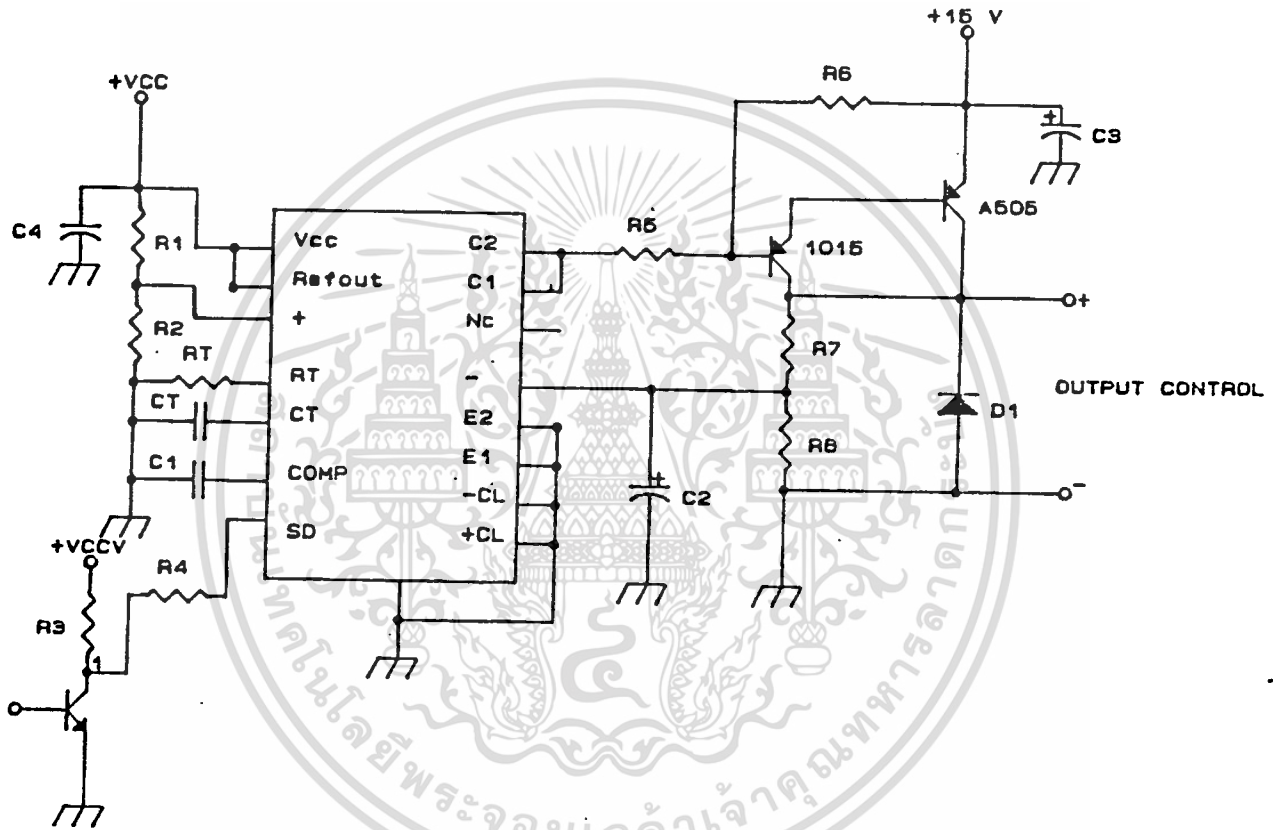 +15 V
+VCC
R6
C3
C4
R1
Vcc
C2
R5
A505
1015
Refout
C1
+
Nc
R2
RT
RT
-
R7
+
CT
CT
E2
OUTPUT CONTROL
D1
C1
COMP
E1
R8
-CL
C2
-
SD
+CL
+VCCV
R4
R3
1
+
+